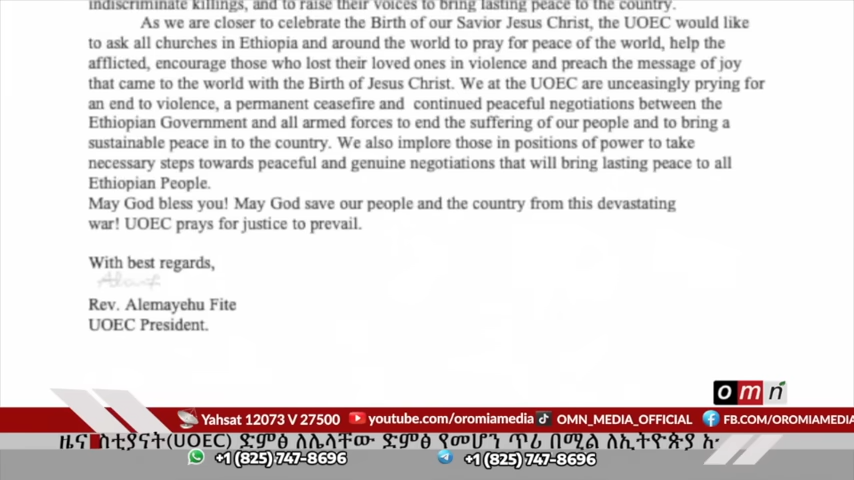 indiscriminate killings, and to raise their voices to bring lasting peace to the country.
As we are closer to celebrate the Birth of our Savior Jesus Christ, the UOEC would like
to ask all churches in Ethiopia and around the world to pray for peace of the world, help the
afflicted, encourage those who lost their loved ones in violence and preach the message of joy
that came to the world with the Birth of Jesus Christ. We at the UOEC are unceasingly prying for
an end to violence, a permanent ceasefire and continued peaceful negotiations between the
Ethiopian Government and all armed forces to end the suffering of our people and to bring a
sustainable peace in to the country. We also implore those in positions of power to take
necessary steps towards peaceful and genuine negotiations that will bring lasting peace to all
Ethiopian People.
May God bless you! May God save our people and the country from this devastating
war! UOEC prays for justice to prevail.
With best regards,
Rev. Alemayehu Fite
UOEC President.
omn
Yahsat 12073 V 27500 youtube.com/oromiamedia OMN_MEDIA_OFFICIAL FB.COM/OROMIAMEDIA
ዜና ስቲያናት(UOEC) ድምፅ ለሌላቸው ድምፅ የመሆን ጥሪ በሚል ለኢትዮጵያ
+1 (825) 747-8696 +1 (825) 747-8696